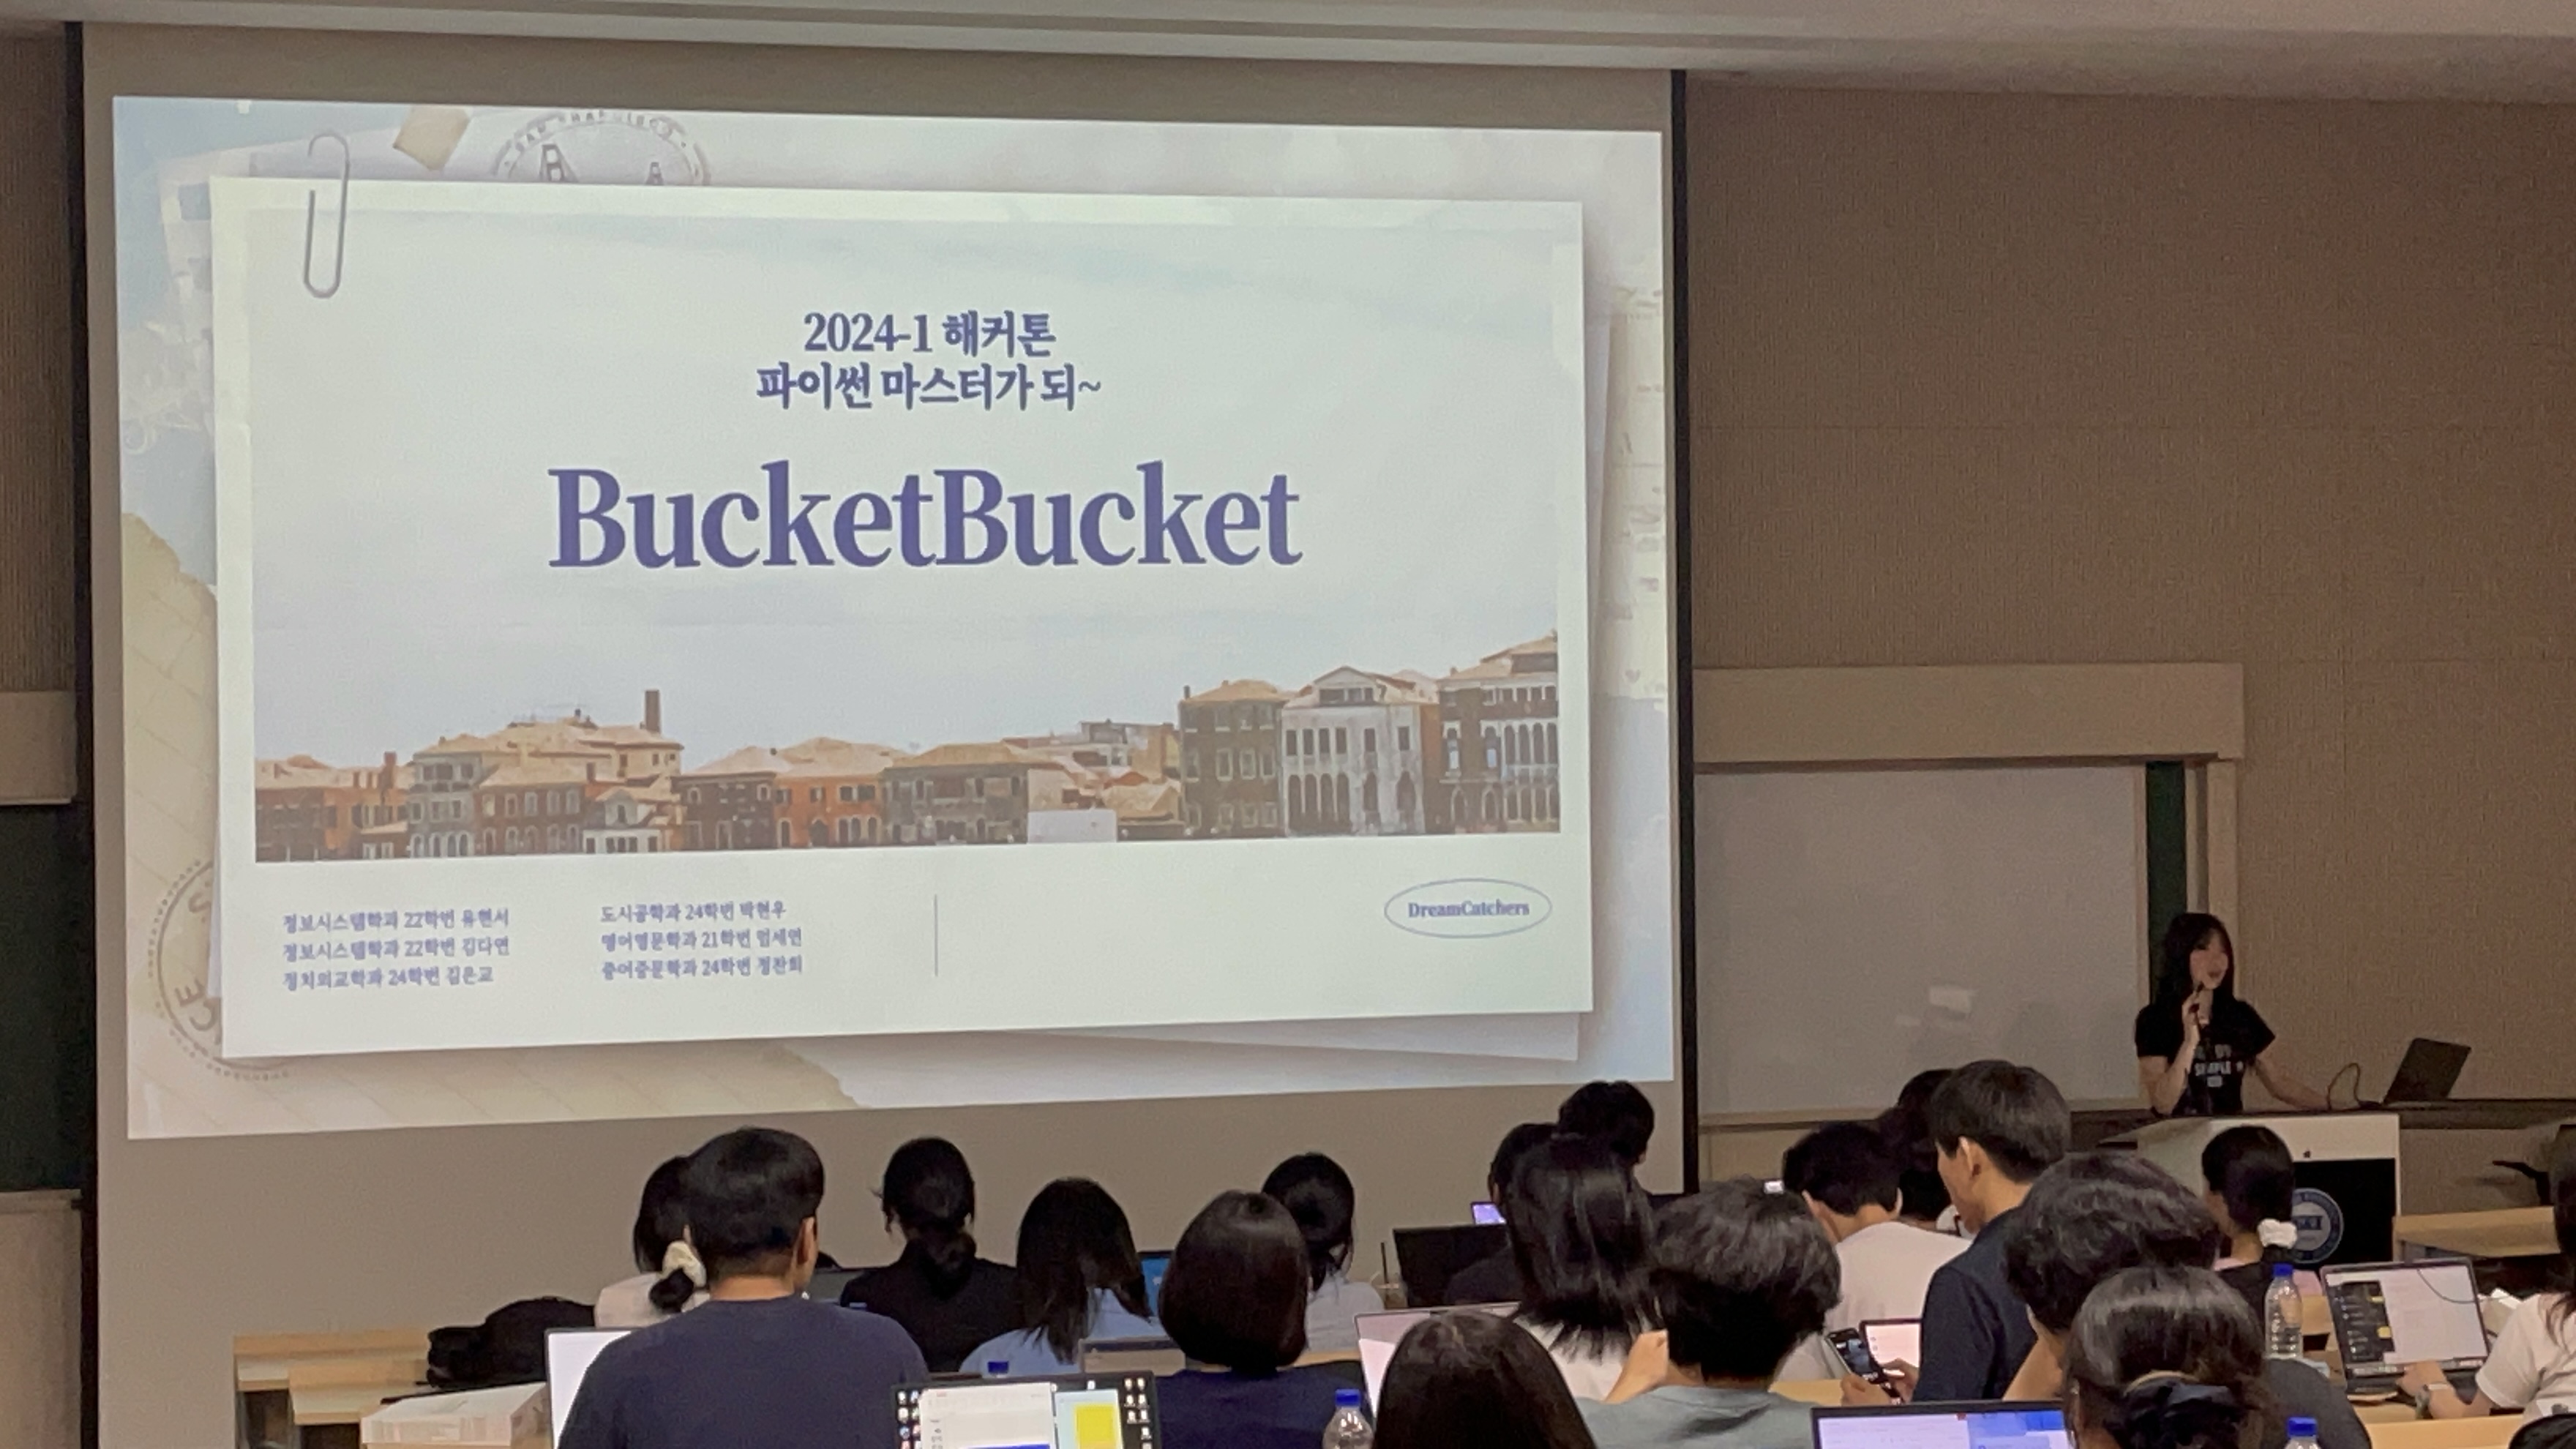 SAN FRANCISCO
2024-1 해커톤
파이썬 마스터가 되~
BucketBucket
정보시스템학과 22학번 유현서
정보시스템학과 22학번 김다연
정치외교학과 24학번 김은교
도시공학과 24학번 박현우
영어영문학과 21학번 엄세연
중어중문학과 24학번 정찬희
DreamCatchers